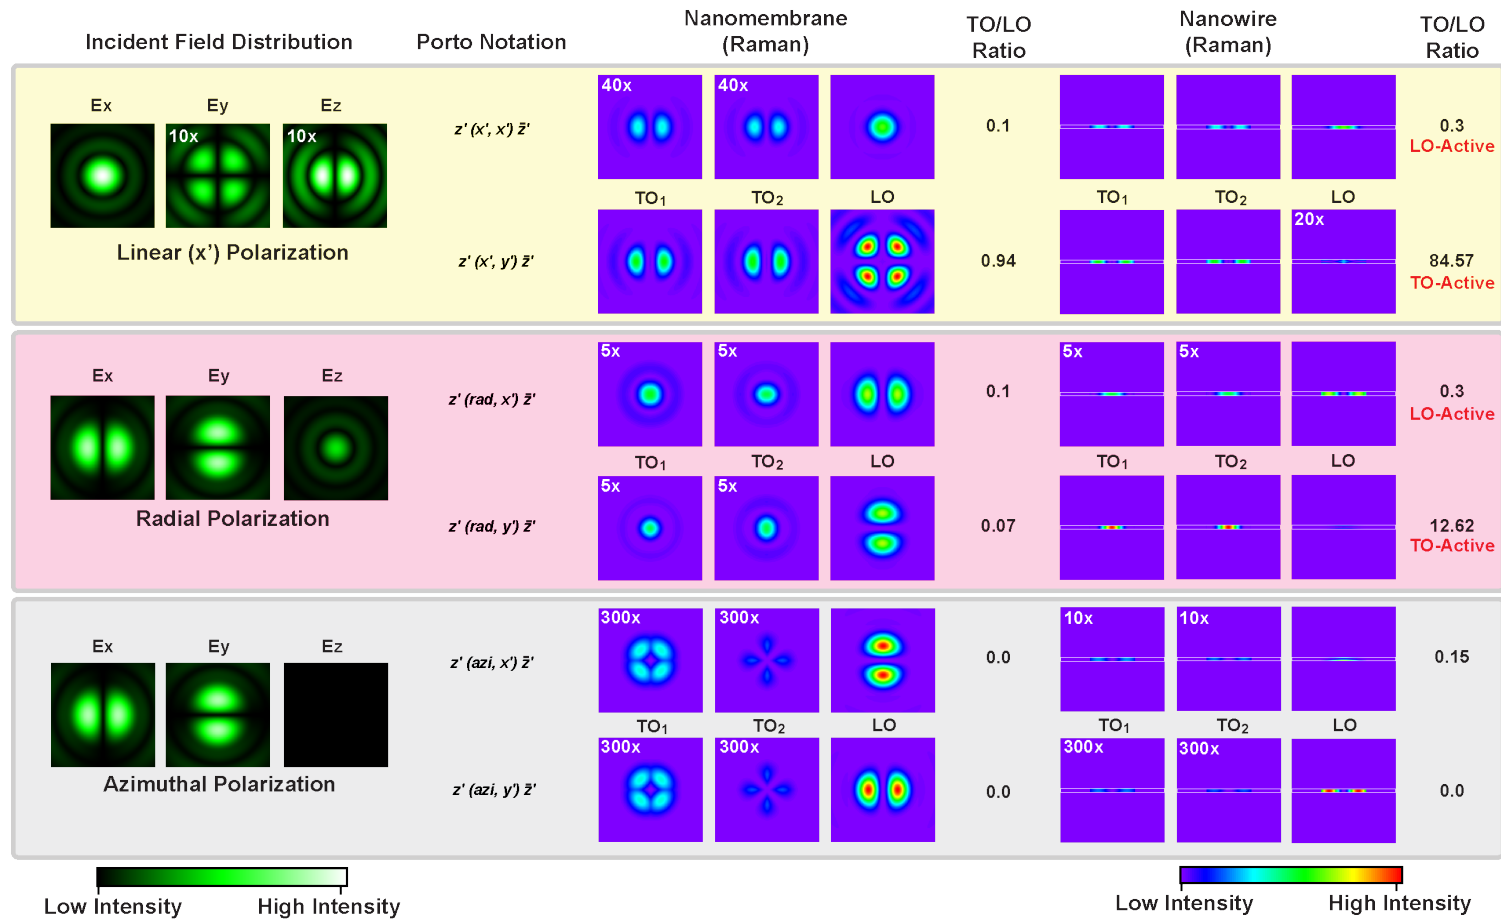 Incident Field Distribution
Porto Notation
Nanomembrane
(Raman)
TO/LO
Ratio
Nanowire
(Raman)
TO/LO
Ratio
Ex
Ey
Ez
10x
10x
Linear (x') Polarization
z' (x', x') z̄'
40x
40x
0.1
0.3
LO-Active
TO₁
TO₂
LO
TO₁
TO₂
LO
z' (x', y') z̄'
0.94
20x
84.57
TO-Active
Ex
Ey
Ez
Radial Polarization
z' (rad, x') z̄'
5x
5x
0.1
5x
5x
0.3
LO-Active
TO₁
TO₂
LO
TO₁
TO₂
LO
z' (rad, y') z̄'
5x
5x
0.07
12.62
TO-Active
Ex
Ey
Ez
Azimuthal Polarization
z' (azi, x') z̄'
300x
300x
0.0
10x
10x
0.15
TO₁
TO₂
LO
TO₁
TO₂
LO
z' (azi, y') z̄'
300x
300x
0.0
300x
300x
0.0
Low Intensity
High Intensity
Low Intensity
High Intensity